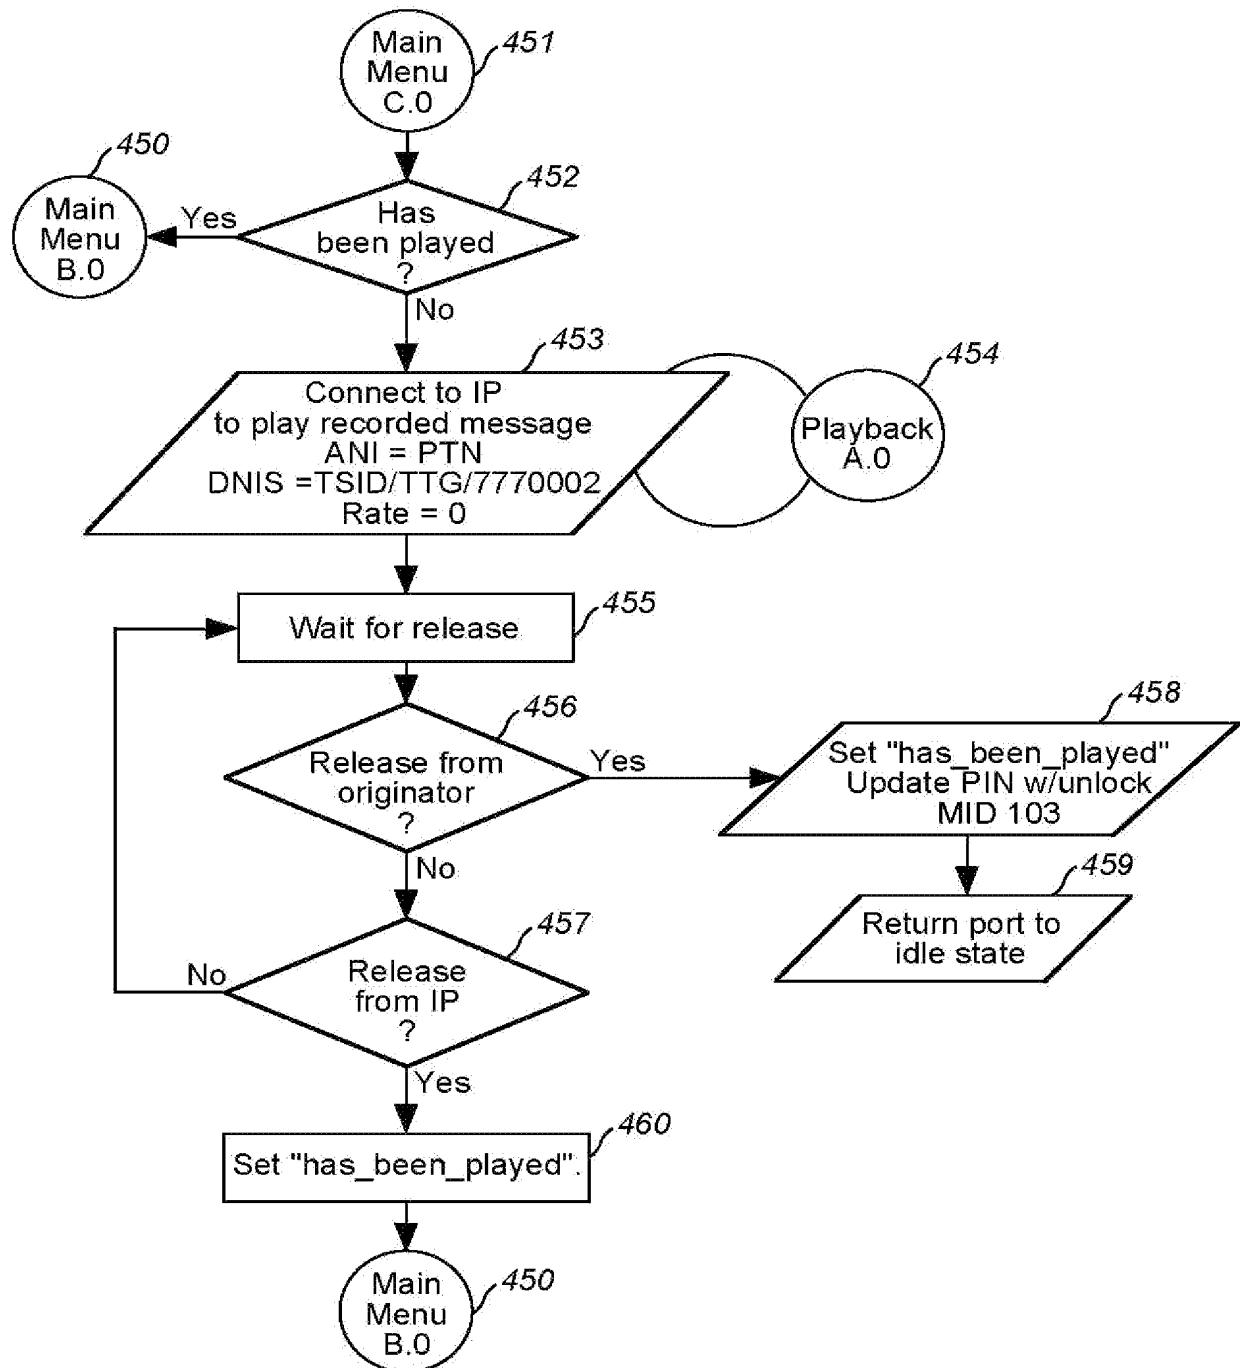 Main
Menu
C.0
451
450
Main
Menu
B.0
Yes
452
Has
been played
?
No
453
Connect to IP
to play recorded message
ANI = PTN
DNIS =TSID/TTG/7770002
Rate = 0
454
Playback
A.0
Wait for release
455
456
Release from
originator
?
Yes
No
458
Set "has_been_played"
Update PIN w/unlock
MID 103
459
Return port to
idle state
457
Release
from IP
?
No
Yes
460
Set "has_been_played".
Main
Menu
B.0
450